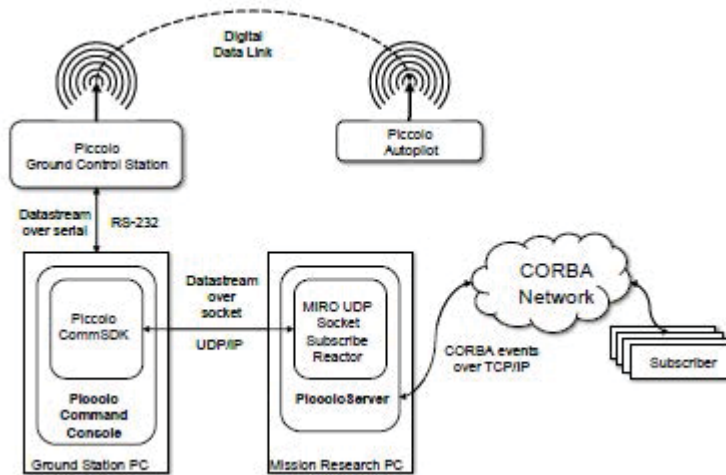 Digital
Data Link
Piccolo
Ground Control Station
Piccolo
Autopilot
Datastream
over serial
RS-232
Piccolo
CommSDK
Piccolo
Command
Console
Ground Station PC
Datastream
over
socket
UDP/IP
MIRO UDP
Socket
Subscribe
Reactor
PiccoloServer
Mission Research PC
CORBA
Network
CORBA events
over TCP/IP
Subscriber